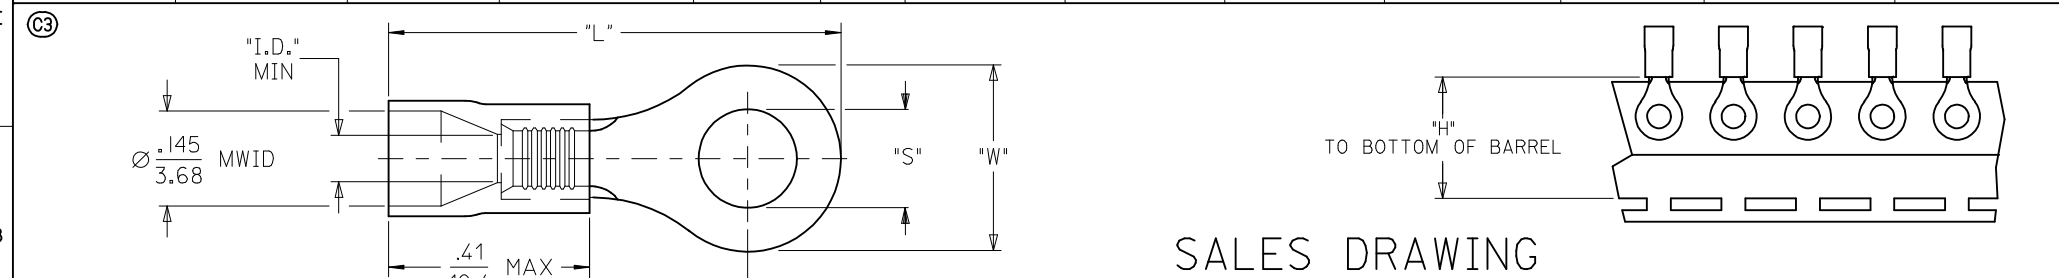 C3
"L"
"I.D."
MIN
Ø .145
3.68
MWID
"S"
"W"
.41
MAX
"H"
TO BOTTOM OF BARREL
SALES DRAWING